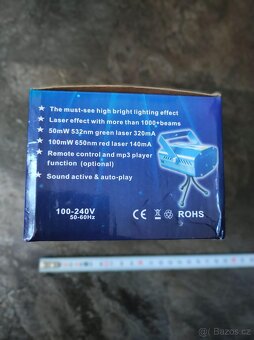 The must-see high bright lighting effect
Laser effect with more than 1000+beams
50mW 532nm green laser 320mA
100mW 650nm red laser 140mA
Remote control and mp3 player
function (optional)
Sound active & auto-play
100-240V
50-60Hz
CE
ROHS
Bazos.cz